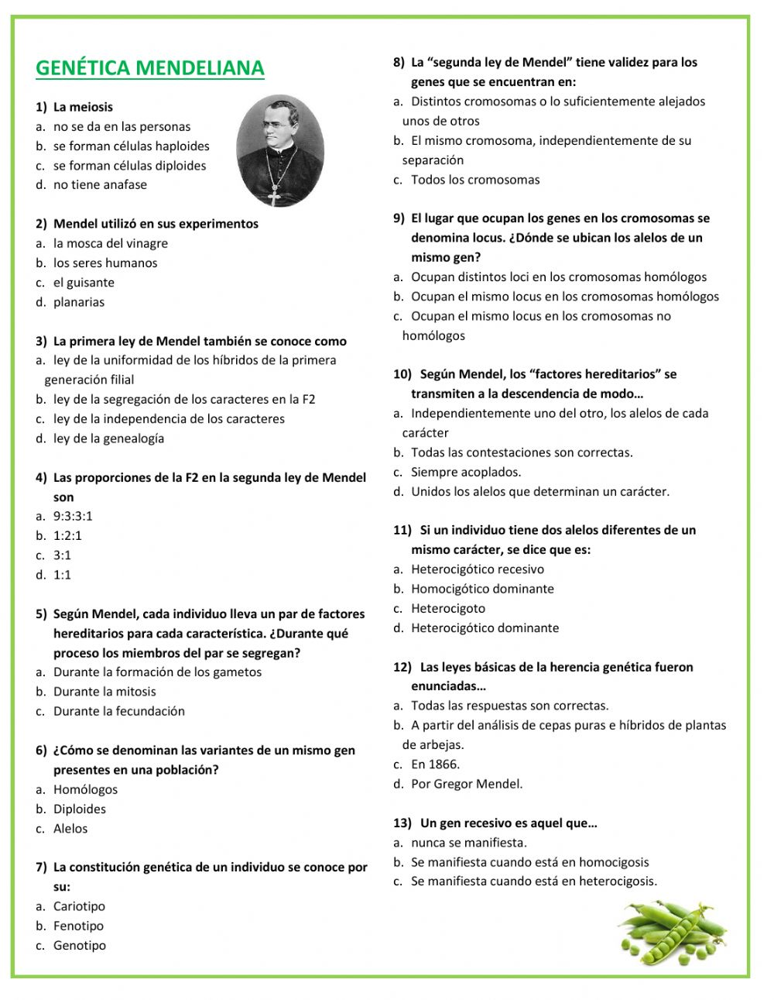 GENÉTICA MENDELIANA
1) La meiosis
a. no se da en las personas
b. se forman células haploides
c. se forman células diploides
d. no tiene anafase
2) Mendel utilizó en sus experimentos
a. la mosca del vinagre
b. los seres humanos
c. el guisante
d. planarias
3) La primera ley de Mendel también se conoce como
a. ley de la uniformidad de los híbridos de la primera
generación filial
b. ley de la segregación de los caracteres en la F2
c. ley de la independencia de los caracteres
d. ley de la genealogía
4) Las proporciones de la F2 en la segunda ley de Mendel
son
a. 9:3:3:1
b. 1:2:1
c. 3:1
d. 1:1
5) Según Mendel, cada individuo lleva un par de factores
hereditarios para cada característica. ¿Durante qué
proceso los miembros del par se segregan?
a. Durante la formación de los gametos
b. Durante la mitosis
c. Durante la fecundación
6) ¿Cómo se denominan las variantes de un mismo gen
presentes en una población?
a. Homólogos
b. Diploides
c. Alelos
7) La constitución genética de un individuo se conoce por
su:
a. Cariotipo
b. Fenotipo
c. Genotipo
8) La “segunda ley de Mendel” tiene validez para los
genes que se encuentran en:
a. Distintos cromosomas o lo suficientemente alejados
unos de otros
b. El mismo cromosoma, independientemente de su
separación
c. Todos los cromosomas
9) El lugar que ocupan los genes en los cromosomas se
denomina locus. ¿Dónde se ubican los alelos de un
mismo gen?
a. Ocupan distintos loci en los cromosomas homólogos
b. Ocupan el mismo locus en los cromosomas homólogos
c. Ocupan el mismo locus en los cromosomas no
homólogos
10) Según Mendel, los “factores hereditarios” se
transmiten a la descendencia de modo...
a. Independientemente uno del otro, los alelos de cada
carácter
b. Todas las contestaciones son correctas.
c. Siempre acoplados.
d. Unidos los alelos que determinan un carácter.
11) Si un individuo tiene dos alelos diferentes de un
mismo carácter, se dice que es:
a. Heterocigótico recesivo
b. Homocigótico dominante
c. Heterocigoto
d. Heterocigótico dominante
12) Las leyes básicas de la herencia genética fueron
enunciadas...
a. Todas las respuestas son correctas.
b. A partir del análisis de cepas puras e híbridos de plantas
de arbejas.
c. En 1866.
d. Por Gregor Mendel.
13) Un gen recesivo es aquel que...
a. nunca se manifiesta.
b. Se manifiesta cuando está en homocigosis
c. Se manifiesta cuando está en heterocigosis.